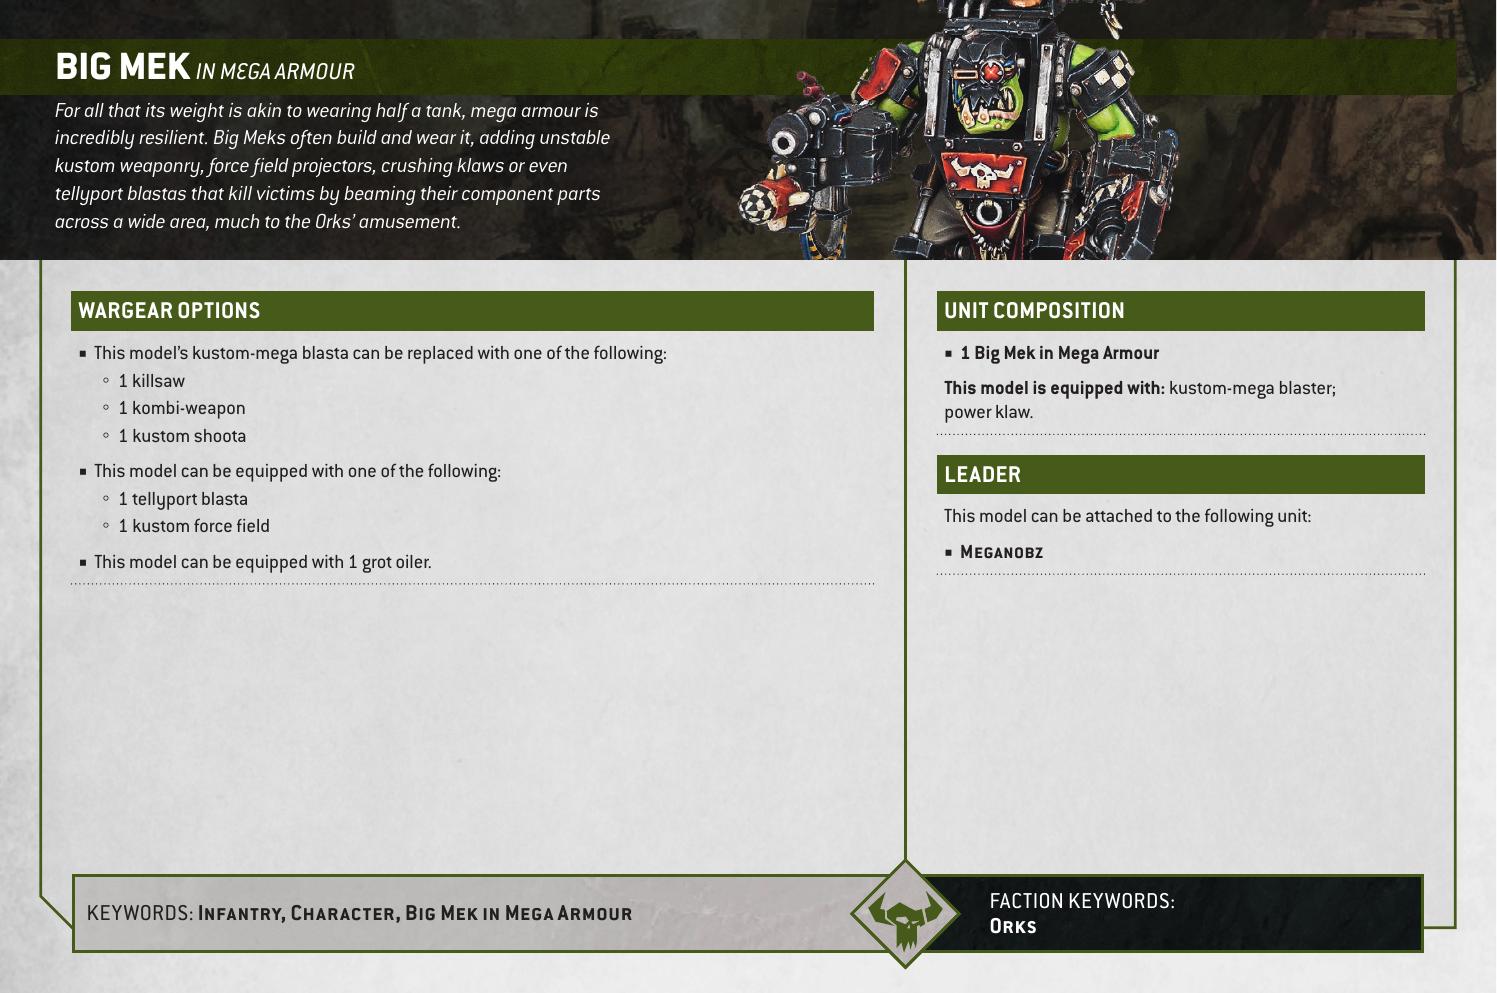 BIG MEK IN MEGA ARMOUR
For all that its weight is akin to wearing half a tank, mega armour is
incredibly resilient. Big Meks often build and wear it, adding unstable
kustom weaponry, force field projectors, crushing klaws or even
tellyport blastas that kill victims by beaming their component parts
across a wide area, much to the Orks’ amusement.
WARGEAR OPTIONS
■ This model’s kustom-mega blasta can be replaced with one of the following:
◦ 1 killsaw
◦ 1 kombi-weapon
◦ 1 kustom shoota
■ This model can be equipped with one of the following:
◦ 1 tellyport blasta
◦ 1 kustom force field
■ This model can be equipped with 1 grot oiler.
UNIT COMPOSITION
■ 1 Big Mek in Mega Armour
This model is equipped with: kustom-mega blaster;
power klaw.
LEADER
This model can be attached to the following unit:
■ MEGANOBZ
KEYWORDS: INFANTRY, CHARACTER, BIG MEK IN MEGA ARMOUR
FACTION KEYWORDS:
ORKS